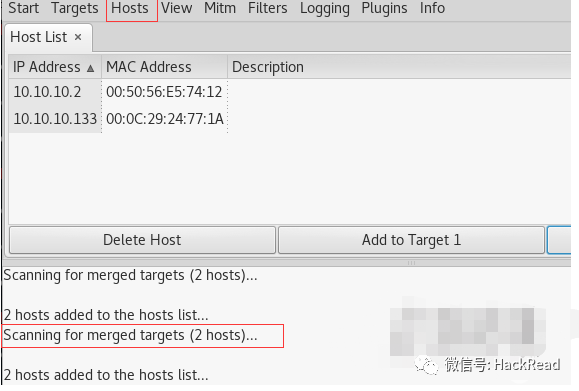 Start Targets Hosts View Mitm Filters Logging Plugins Info
Host List ×
IP Address ▲ MAC Address Description
10.10.10.2 00:50:56:E5:74:12
10.10.10.133 00:0C:29:24:77:1A
Delete Host Add to Target 1
Scanning for merged targets (2 hosts)...
2 hosts added to the hosts list...
Scanning for merged targets (2 hosts)...
2 hosts added to the hosts list...
微信号: HackRead